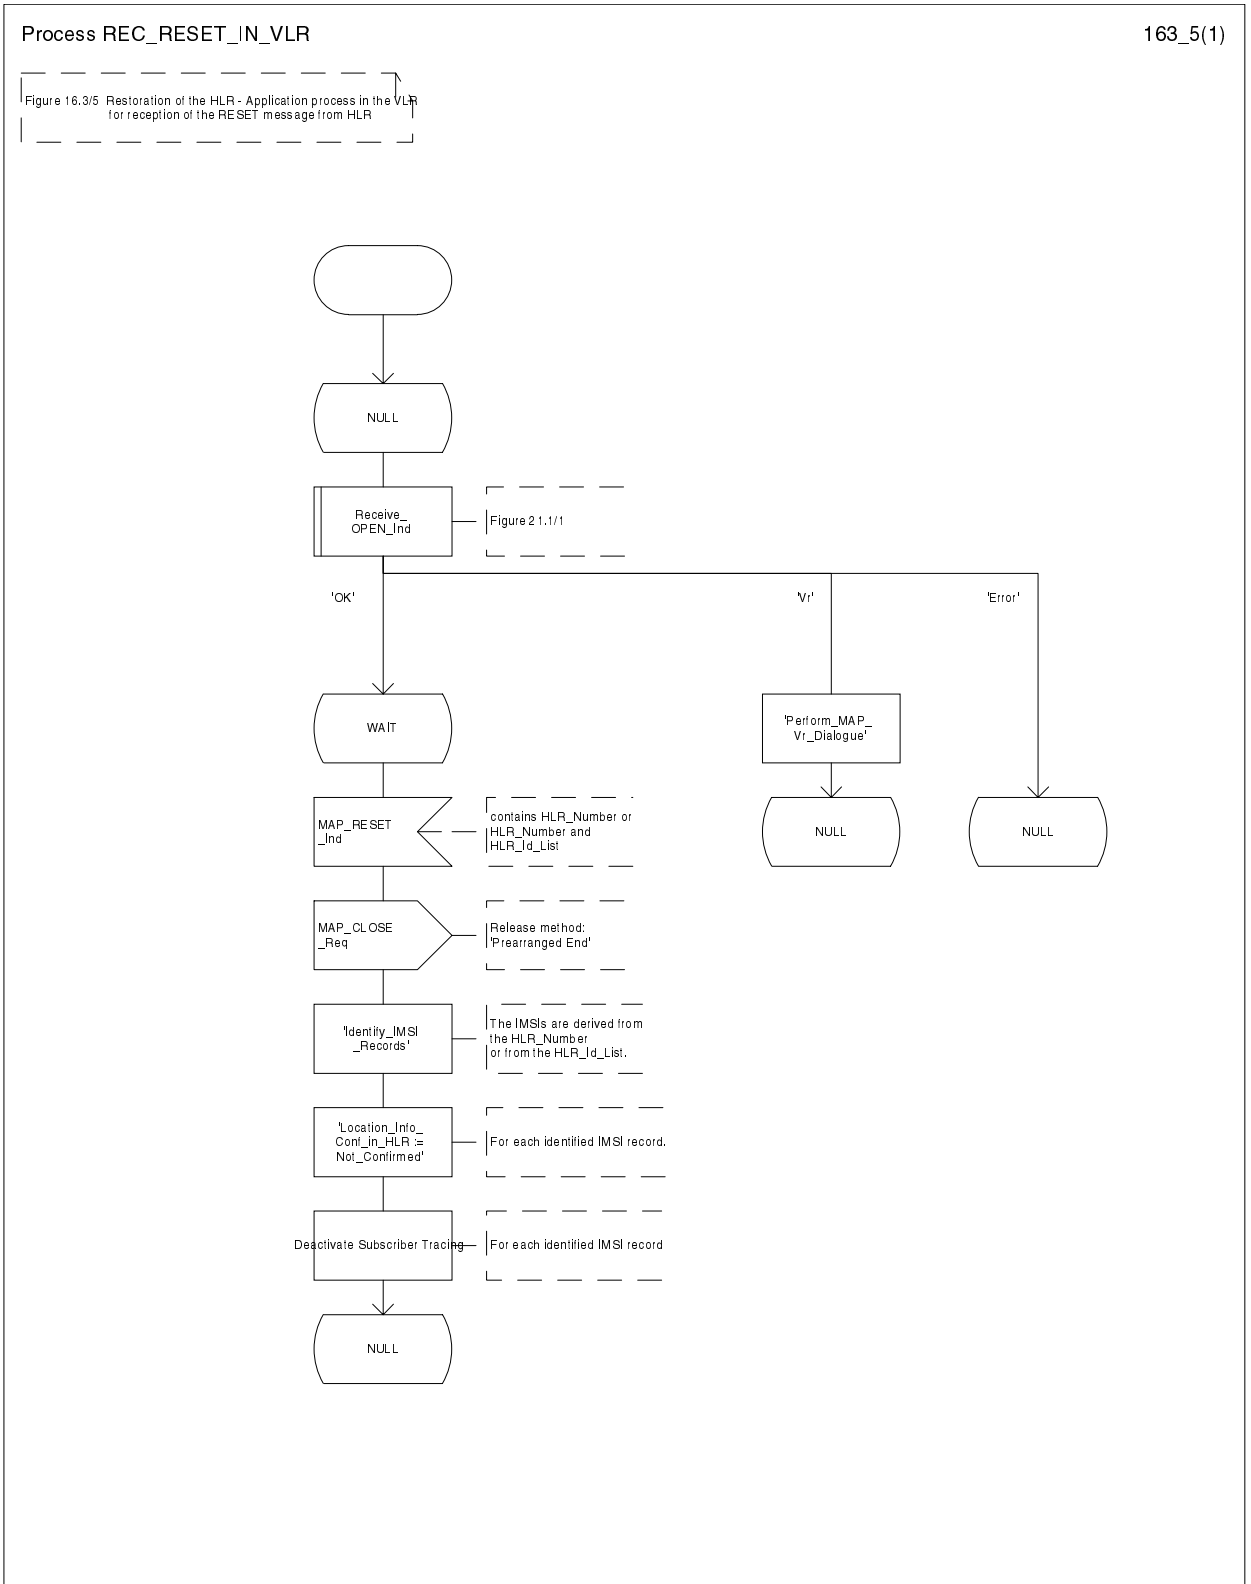 Process REC_RESET_IN_VLR
163_5(1)
Figure 16.3/5 Restoration of the HLR - Application process in the VLR
for reception of the RESET message from HLR
NULL
Receive_
OPEN_Ind
Figure 21.1/1
'OK'
'Vr'
'Error'
WAIT
'Perform_MAP_
Vr_Dialogue'
MAP_RESET
_Ind
contains HLR_Number or
HLR_Number and
HLR_Id_List
NULL
NULL
MAP_CLOSE
_Req
Release method:
'Prearranged End'
'Identify_IMSI
_Records'
The IMSIs are derived from
the HLR_Number
or from the HLR_Id_List.
'Location_Info_
Conf_in_HLR :=
Not_Confirmed'
For each identified IMSI record.
Deactivate Subscriber Tracing
For each identified IMSI record
NULL